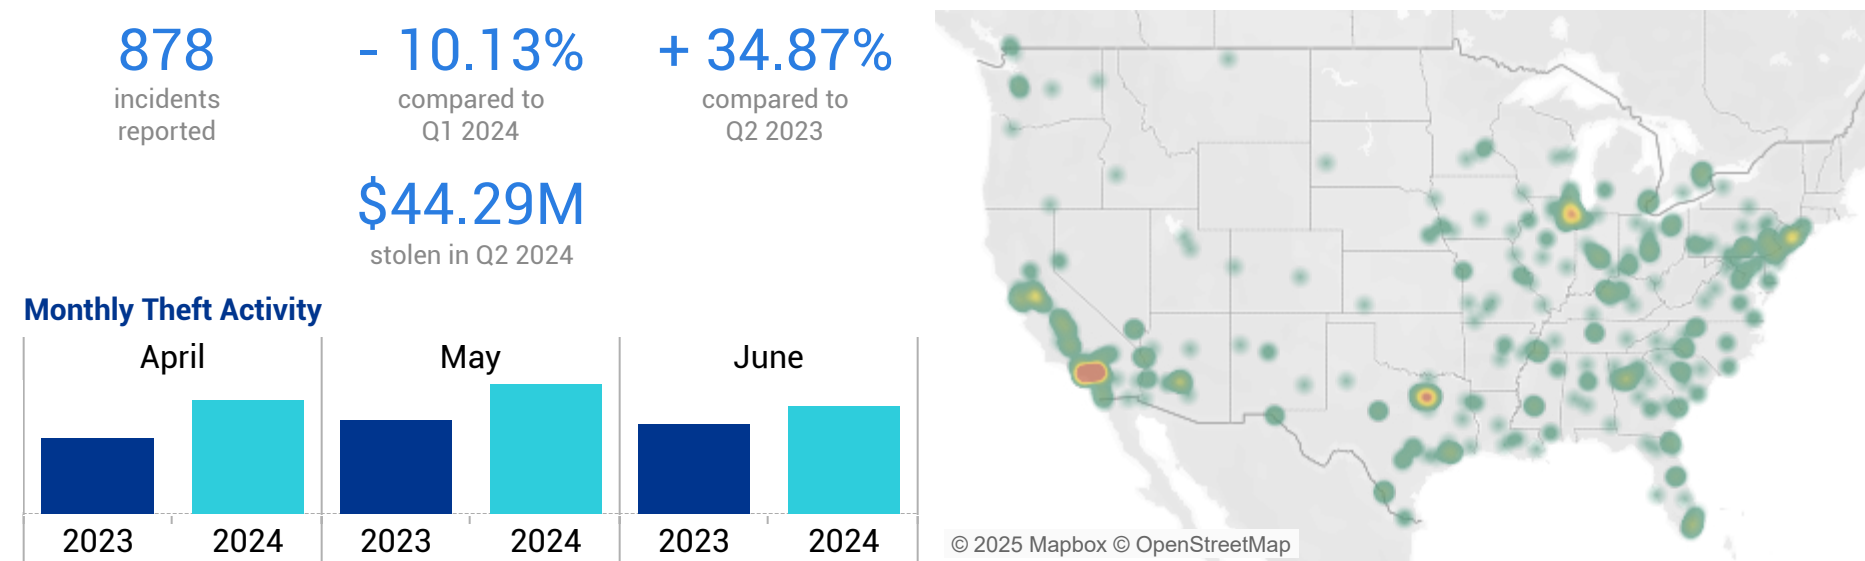 878
incidents
reported
- 10.13%
compared to
Q1 2024
+ 34.87%
compared to
Q2 2023
$44.29M
stolen in Q2 2024
Monthly Theft Activity
April
May
June
2023
2024
2023
2024
2023
2024
© 2025 Mapbox © OpenStreetMap